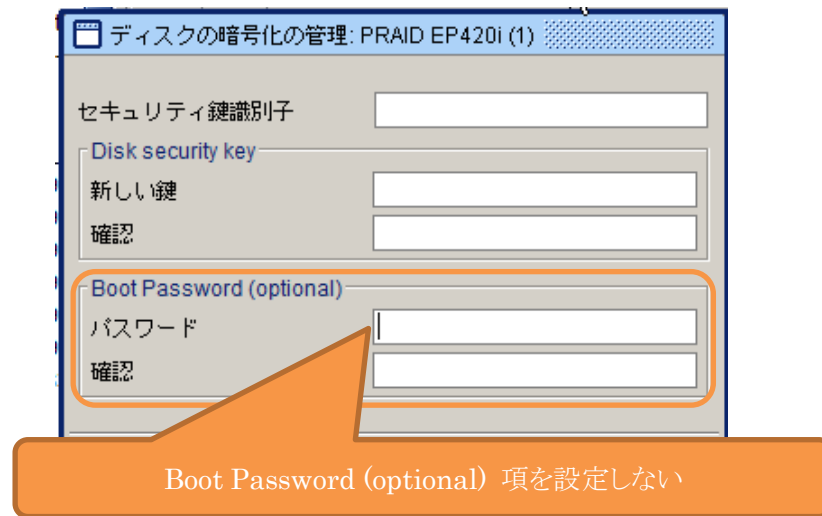 ディスクの暗号化の管理: PRAID EP420i (1)
セキュリティ鍵識別子
Disk security key
新しい鍵
確認
Boot Password (optional)
パスワード
確認
Boot Password (optional) 項を設定しない